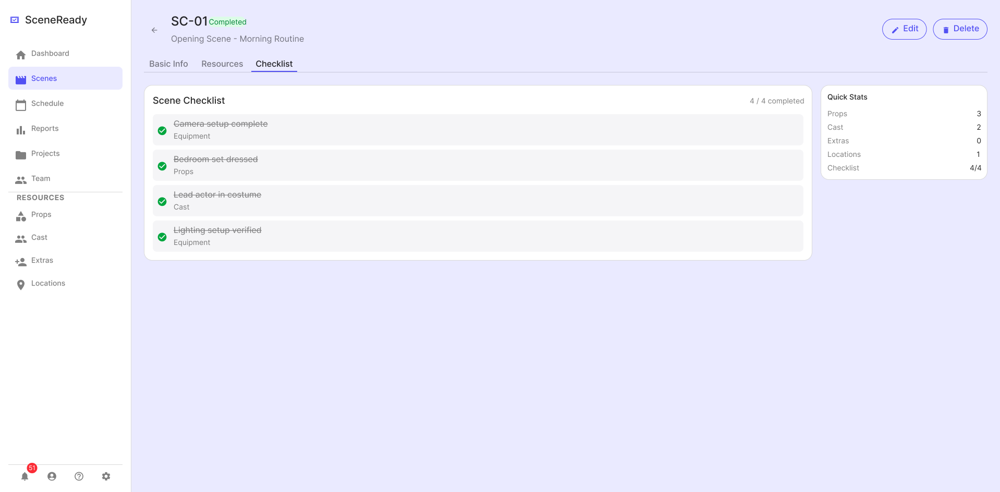 SceneReady
Dashboard
Scenes
Schedule
Reports
Projects
Team
RESOURCES
Props
Cast
Extras
Locations
51
SC-01 Completed
Opening Scene - Morning Routine
Edit
Delete
Basic Info
Resources
Checklist
Scene Checklist
4 / 4 completed
Camera setup complete
Equipment
Bedroom set dressed
Props
Lead actor in costume
Cast
Lighting setup verified
Equipment
Quick Stats
Props 3
Cast 2
Extras 0
Locations 1
Checklist 4/4